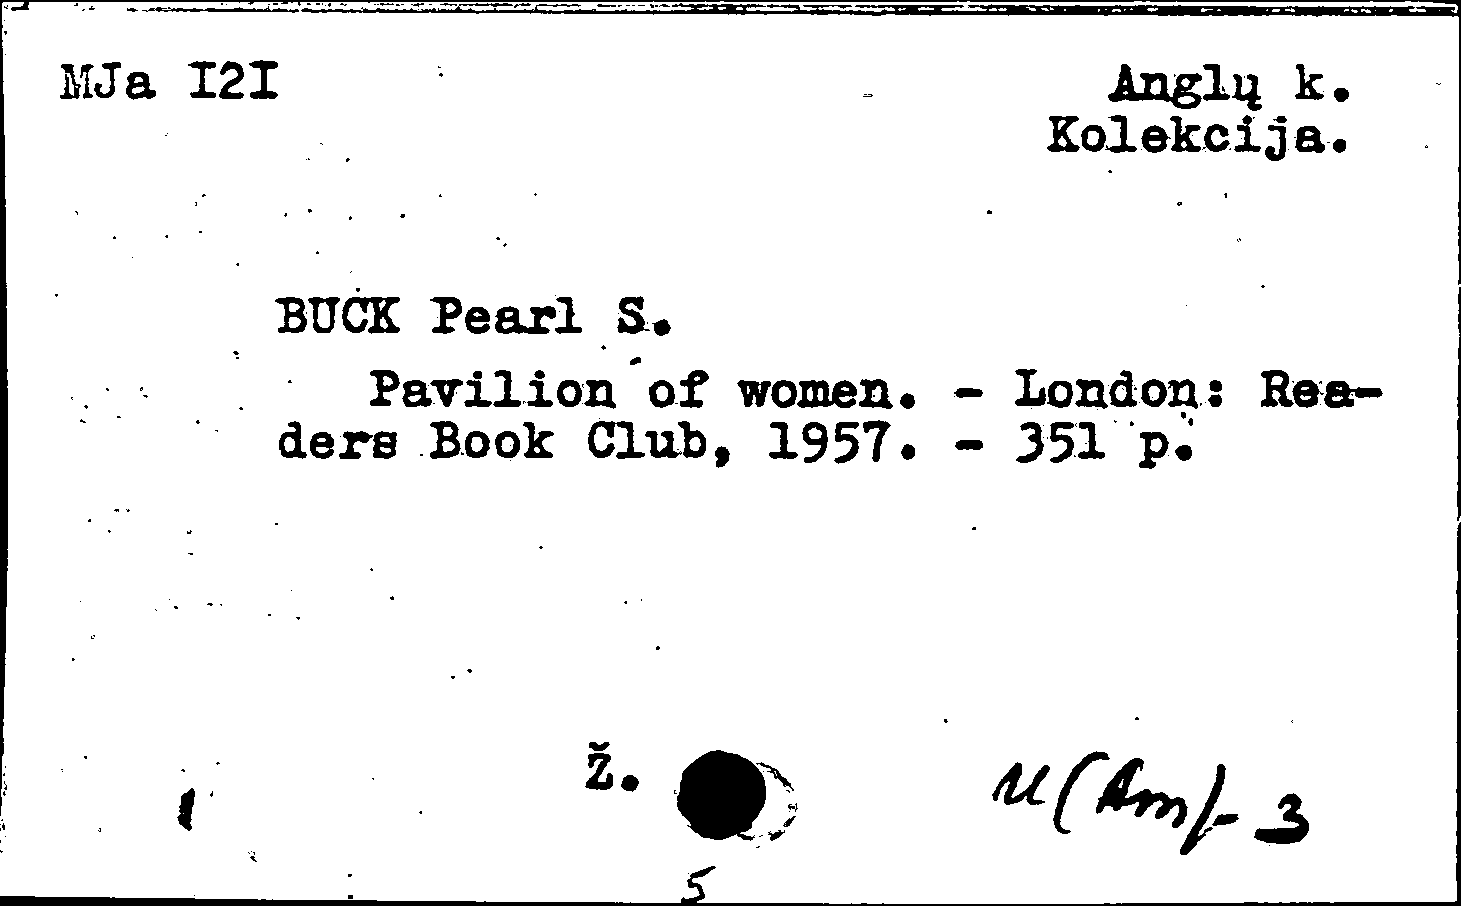 MJa I2I
Anglų k.
Kolekcija.
BUCK Pearl S.
Pavilion of women. - London: Rea-
ders Book Club, 1957. - 351 p.
Ž.
И(Am)- 3
5